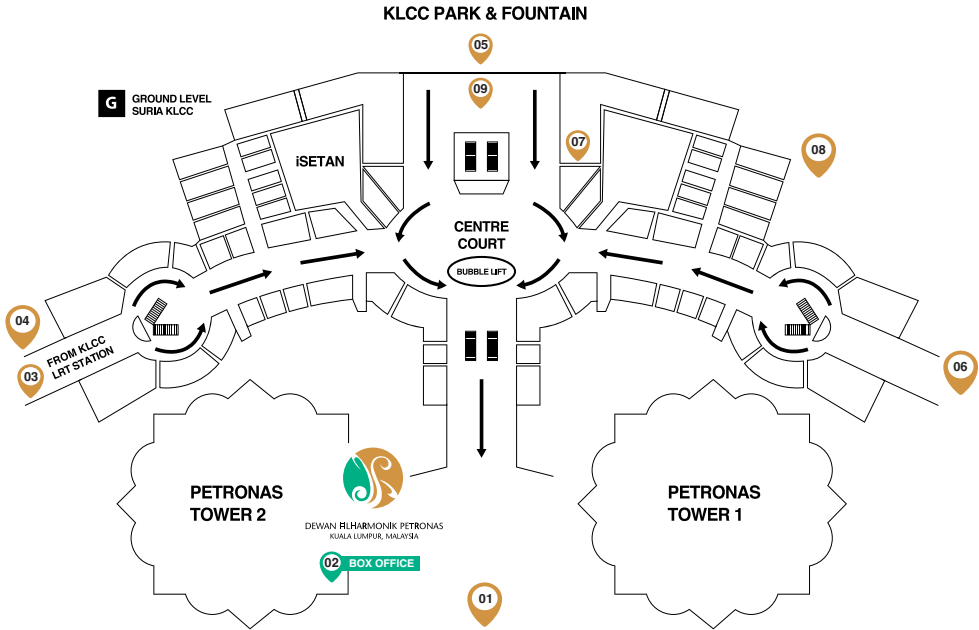 KLCC PARK & FOUNTAIN
05
09
G
GROUND LEVEL
SURIA KLCC
07
08
iSETAN
CENTRE
COURT
BUBBLE LIFT
04
FROM KLCC
LRT STATION
03
06
PETRONAS
TOWER 2
PETRONAS
TOWER 1
DEWAN FILHARMONIK PETRONAS
KUALA LUMPUR, MALAYSIA
02 BOX OFFICE
01